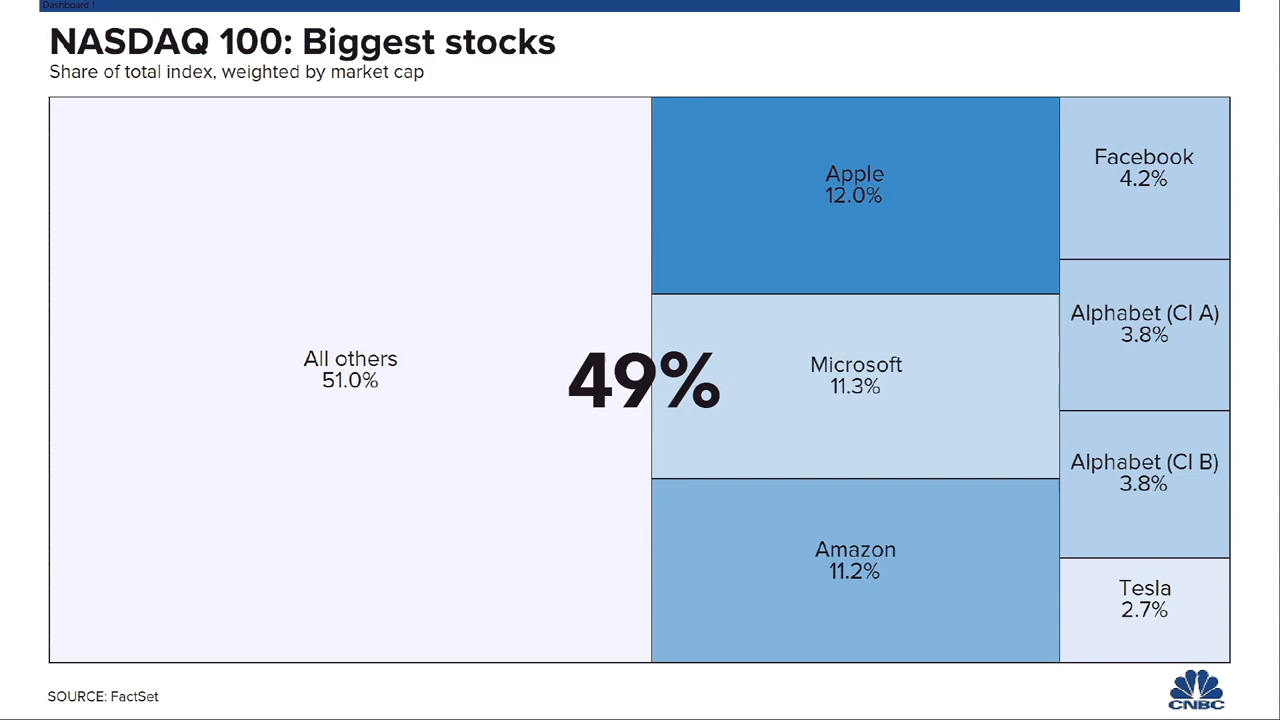 Dashboard 1
NASDAQ 100: Biggest stocks
Share of total index, weighted by market cap
All others
51.0%
49%
Apple
12.0%
Microsoft
11.3%
Amazon
11.2%
Facebook
4.2%
Alphabet (Cl A)
3.8%
Alphabet (Cl B)
3.8%
Tesla
2.7%
SOURCE: FactSet
CNBC